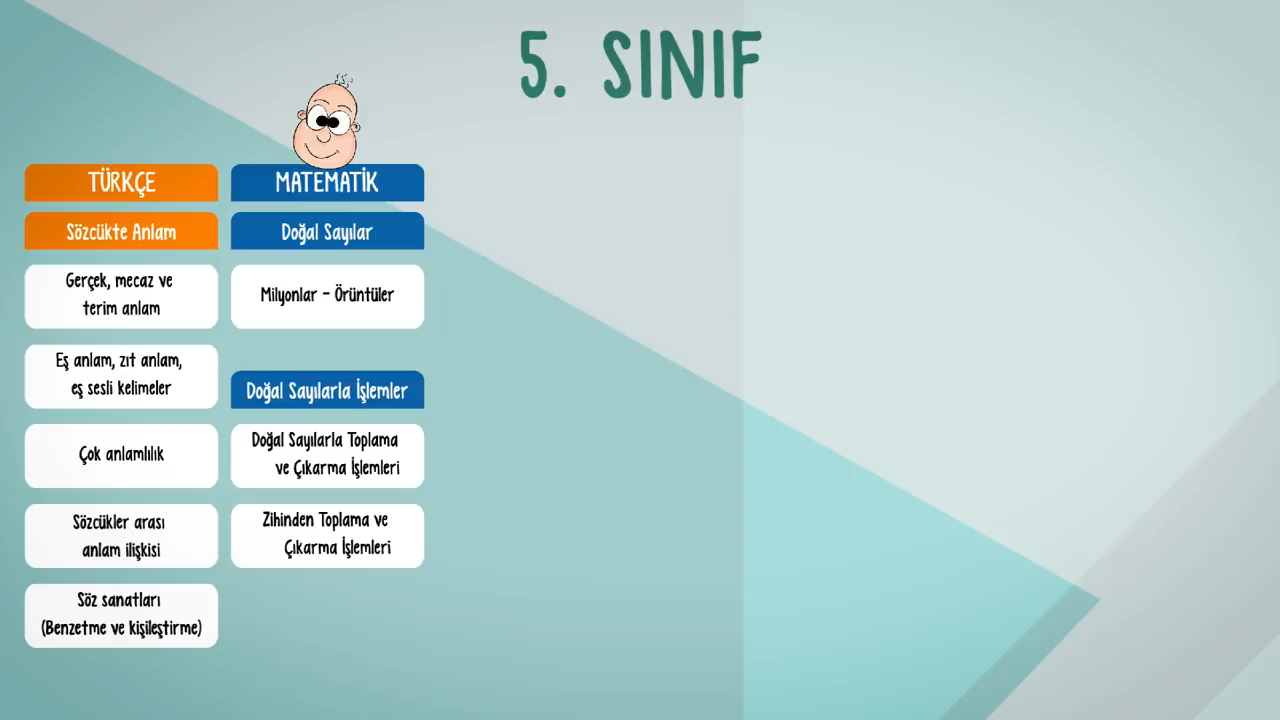 5. SINIF
TÜRKÇE
Sözcükte Anlam
Gerçek, mecaz ve
terim anlam
Eş anlam, zıt anlam,
eş sesli kelimeler
Çok anlamlılık
Sözcükler arası
anlam ilişkisi
Söz sanatları
(Benzetme ve kişileştirme)
MATEMATİK
Doğal Sayılar
Milyonlar - Örüntüler
Doğal Sayılarla İşlemler
Doğal Sayılarla Toplama
ve Çıkarma İşlemleri
Zihinden Toplama ve
Çıkarma İşlemleri